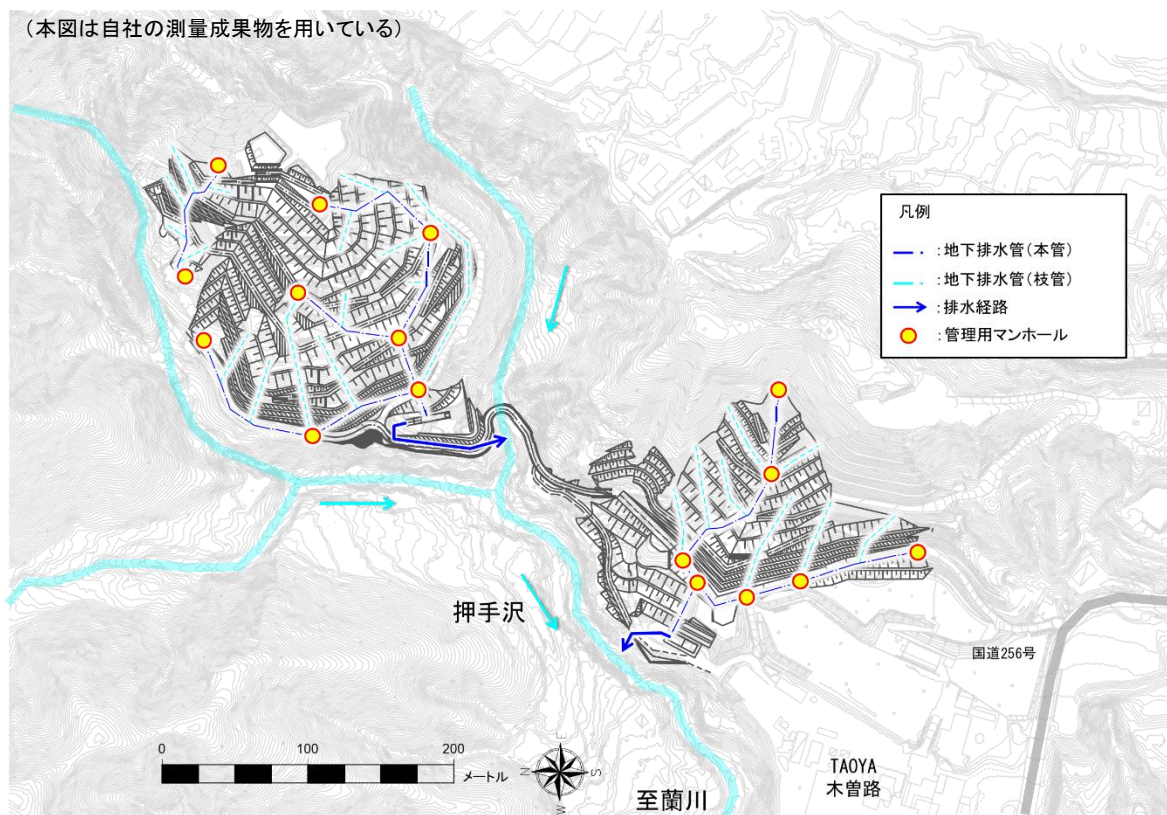 (本図は自社の測量成果物を用いている)
凡例
:地下排水管(本管)
:地下排水管(枝管)
:排水経路
:管理用マンホール
押手沢
国道256号
0 100 200
メートル
E
N S
W
TAOYA
木曽路
至蘭川